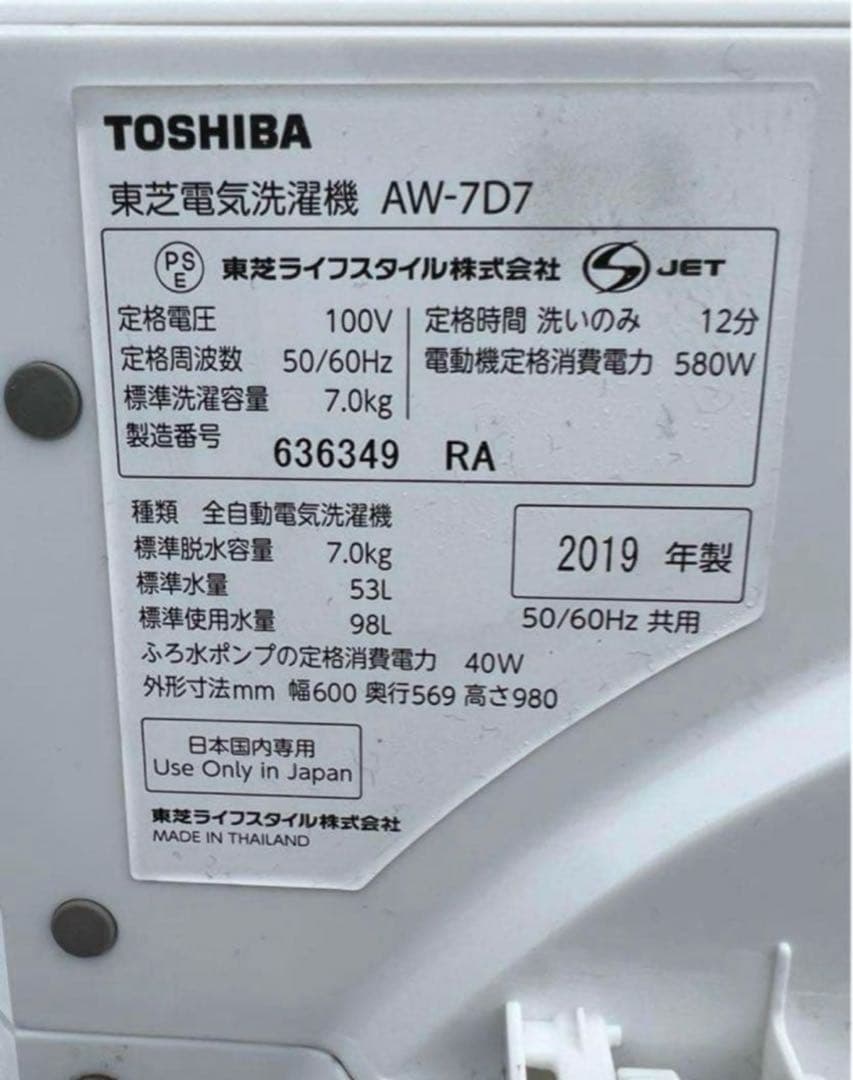 TOSHIBA
東芝電気洗濯機 AW-7D7
PS E 東芝ライフスタイル株式会社 S JET
定格電圧 100V 定格時間 洗いのみ 12分
定格周波数 50/60Hz 電動機定格消費電力 580W
標準洗濯容量 7.0kg
製造番号 636349 RA
種類 全自動電気洗濯機
標準脱水容量 7.0kg 2019 年製
標準水量 53L
標準使用水量 98L 50/60Hz 共用
ふろ水ポンプの定格消費電力 40W
外形寸法mm 幅600 奥行569 高さ980
日本国内専用
Use Only in Japan
東芝ライフスタイル株式会社
MADE IN THAILAND